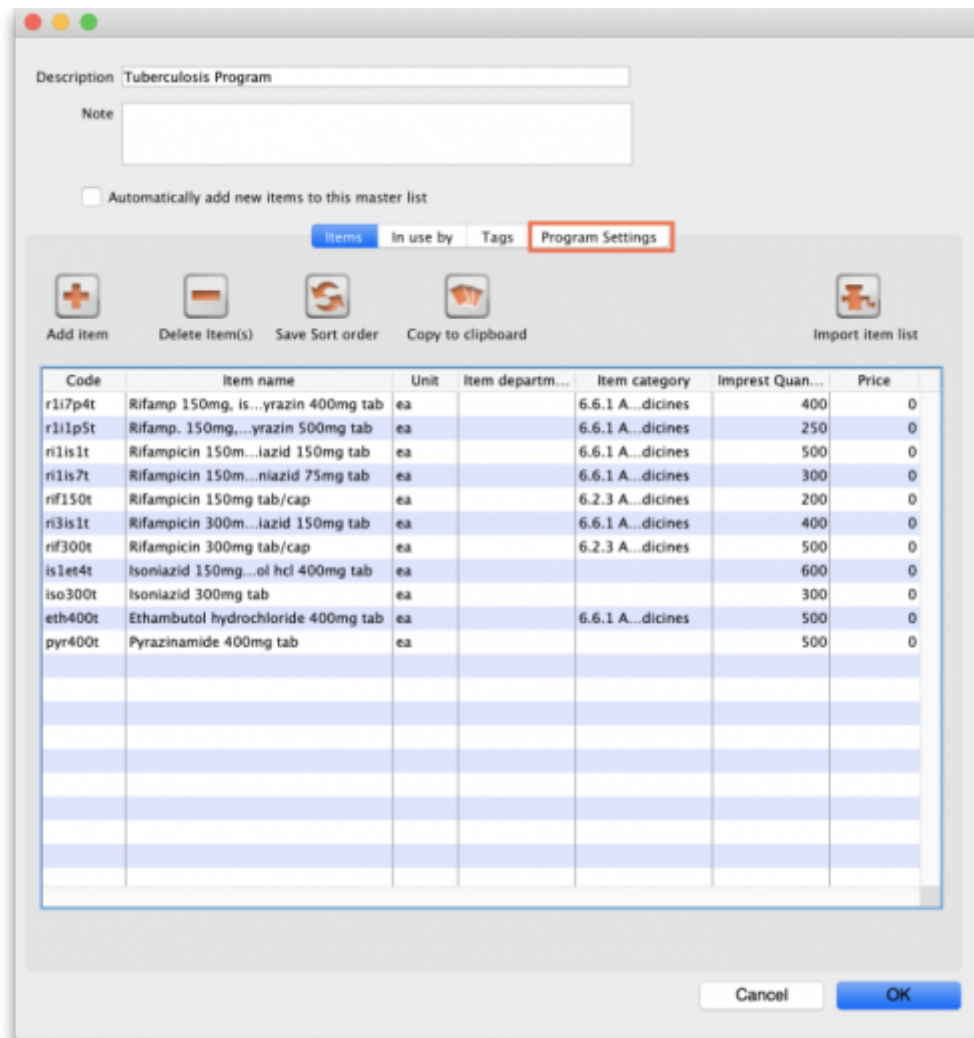 Description Tuberculosis Program
Note
Automatically add new items to this master list
Items In use by Tags Program Settings
Add item Delete Item(s) Save Sort order Copy to clipboard Import item list
Code Item name Unit Item departm... Item category Imprest Quan... Price
r1i7p4t Rifamp 150mg, is...yrazin 400mg tab ea 6.6.1 A...dicines 400 0
r1i1p5t Rifamp. 150mg,...yrazin 500mg tab ea 6.6.1 A...dicines 250 0
ri1is1t Rifampicin 150m...iazid 150mg tab ea 6.6.1 A...dicines 500 0
ri1is7t Rifampicin 150m...niazid 75mg tab ea 6.6.1 A...dicines 300 0
rif150t Rifampicin 150mg tab/cap ea 6.2.3 A...dicines 200 0
ri3is1t Rifampicin 300m...iazid 150mg tab ea 6.6.1 A...dicines 400 0
rif300t Rifampicin 300mg tab/cap ea 6.2.3 A...dicines 500 0
is1et4t Isoniazid 150mg...ol hcl 400mg tab ea 600 0
iso300t Isoniazid 300mg tab ea 300 0
eth400t Ethambutol hydrochloride 400mg tab ea 6.6.1 A...dicines 500 0
pyr400t Pyrazinamide 400mg tab ea 500 0
Cancel OK